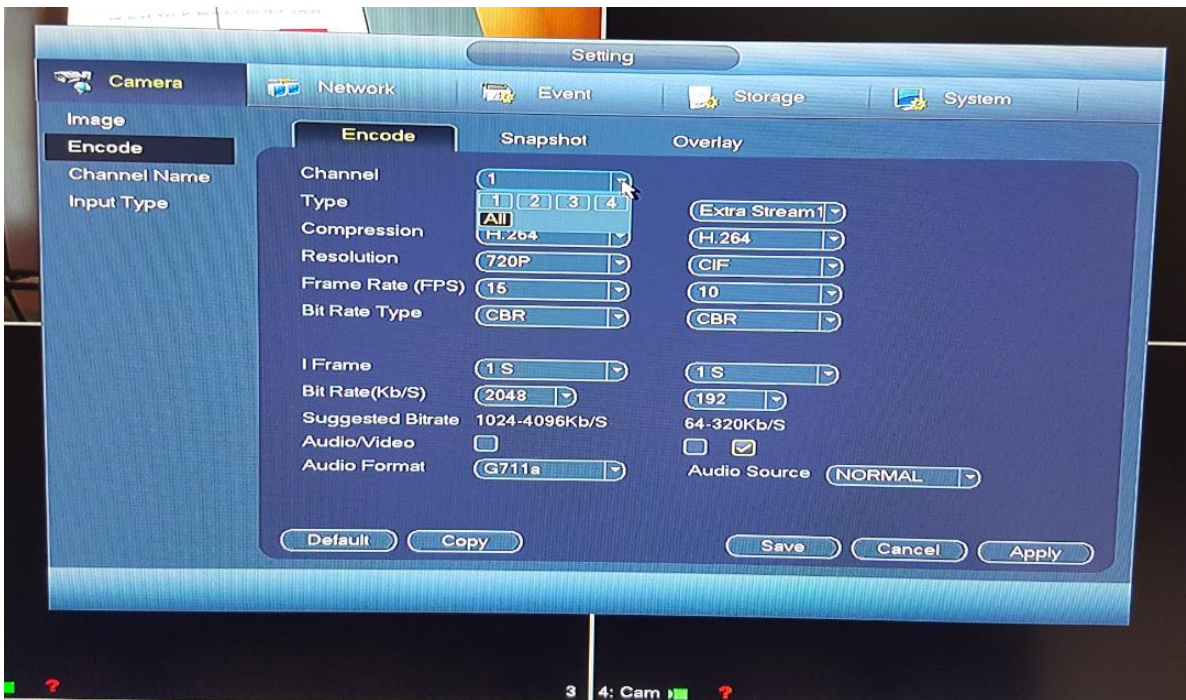 Setting
Camera Network Event Storage System
Image
Encode
Channel Name
Input Type
Encode Snapshot Overlay
Channel 1
1 2 3 4
All
Type Extra Stream1
Compression H.264 H.264
Resolution 720P CIF
Frame Rate (FPS) 15 10
Bit Rate Type CBR CBR
I Frame 1 S 1 S
Bit Rate(Kb/S) 2048 192
Suggested Bitrate 1024-4096Kb/S 64-320Kb/S
Audio/Video
Audio Format G711a Audio Source NORMAL
Default Copy Save Cancel Apply
? 3 4: Cam ?